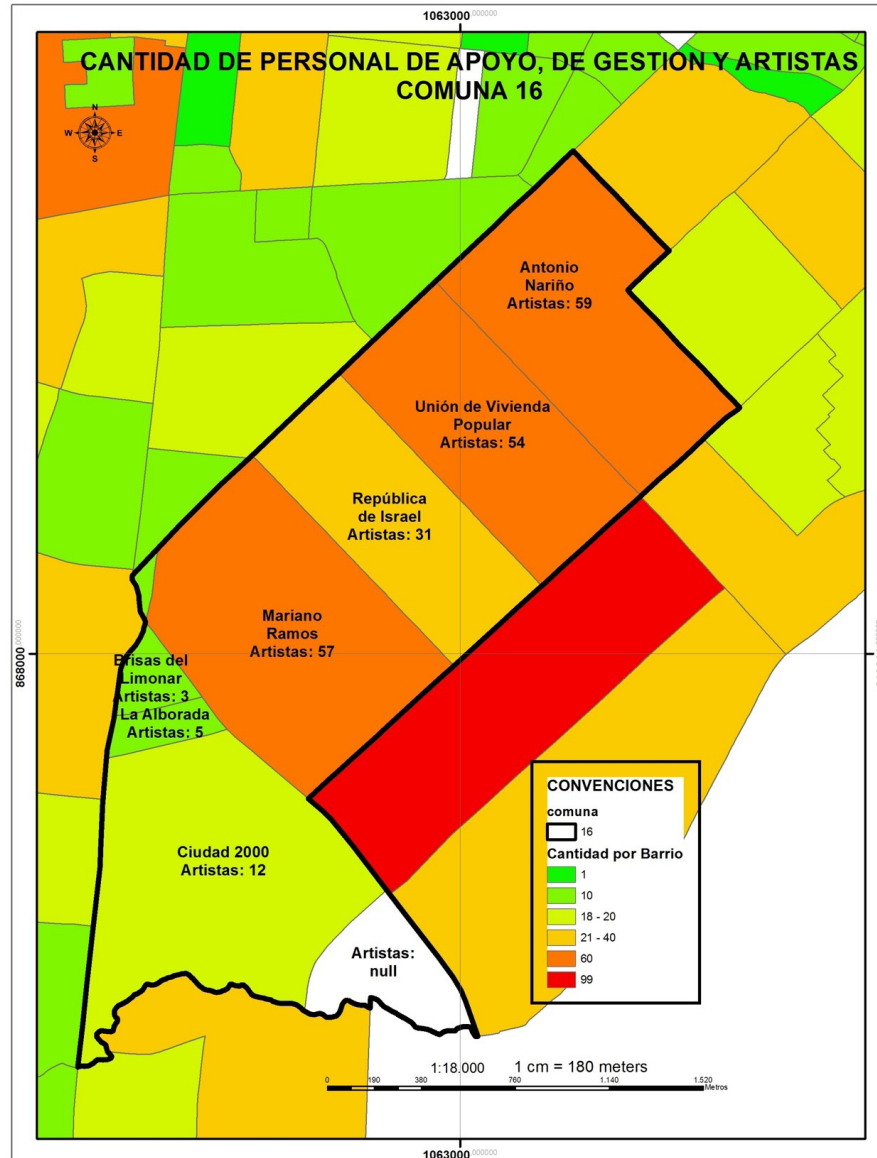 1063000.000000
CANTIDAD DE PERSONAL DE APOYO, DE GESTION Y ARTISTAS
COMUNA 16
N
W E
S
Antonio
Nariño
Artistas: 59
Unión de Vivienda
Popular
Artistas: 54
República
de Israel
Artistas: 31
Mariano
Ramos
Artistas: 57
868000
Brisas del
Limonar
Artistas: 3
La Alborada
Artistas: 5
Ciudad 2000
Artistas: 12
Artistas:
null
CONVENCIONES
comuna
16
Cantidad por Barrio
1
10
18 - 20
21 - 40
60
99
1:18.000 1 cm = 180 meters
0 190 380 760 1.140 1.520
Metros
1063000.000000